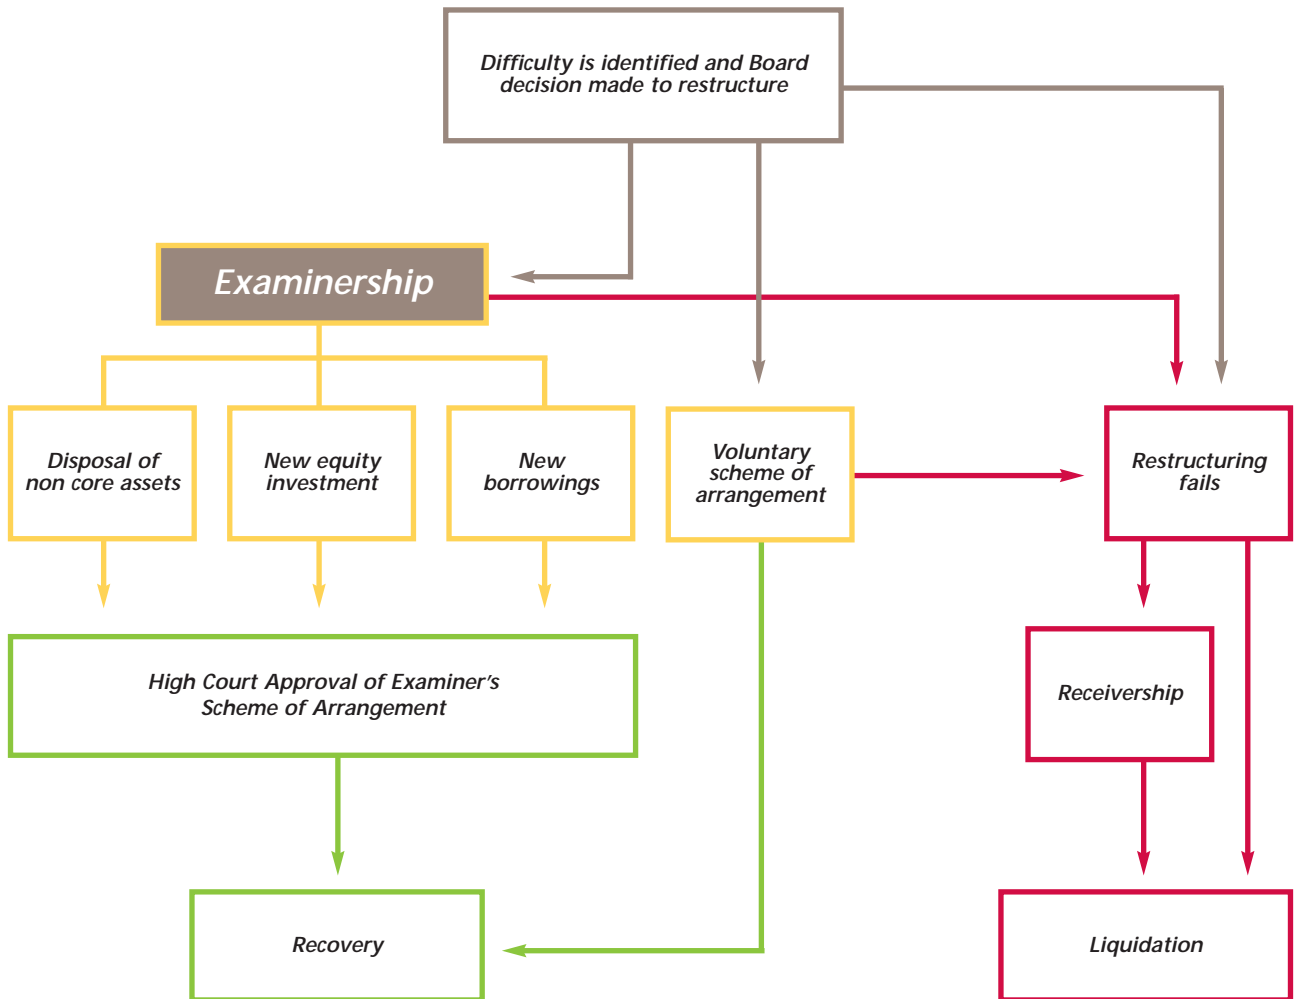 Difficulty is identified and Board
decision made to restructure
Examinership
Disposal of
non core assets
New equity
investment
New
borrowings
Voluntary
scheme of
arrangement
Restructuring
fails
High Court Approval of Examiner's
Scheme of Arrangement
Receivership
Recovery
Liquidation